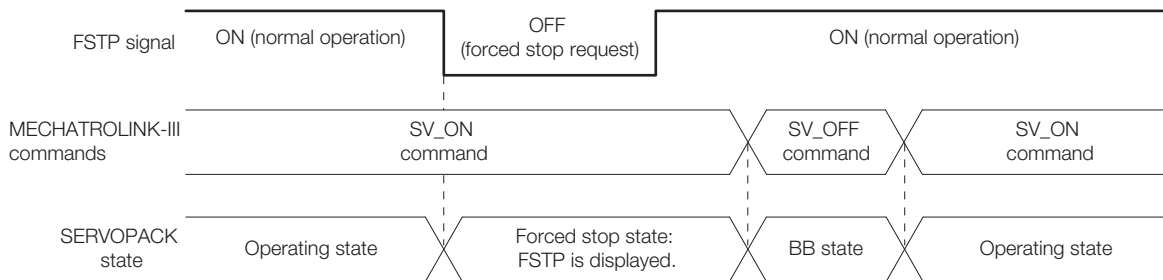 FSTP signal
ON (normal operation)
OFF
(forced stop request)
ON (normal operation)
MECHATROLINK-III
commands
SV_ON
command
SV_OFF
command
SV_ON
command
SERVOPACK
state
Operating state
Forced stop state:
FSTP is displayed.
BB state
Operating state